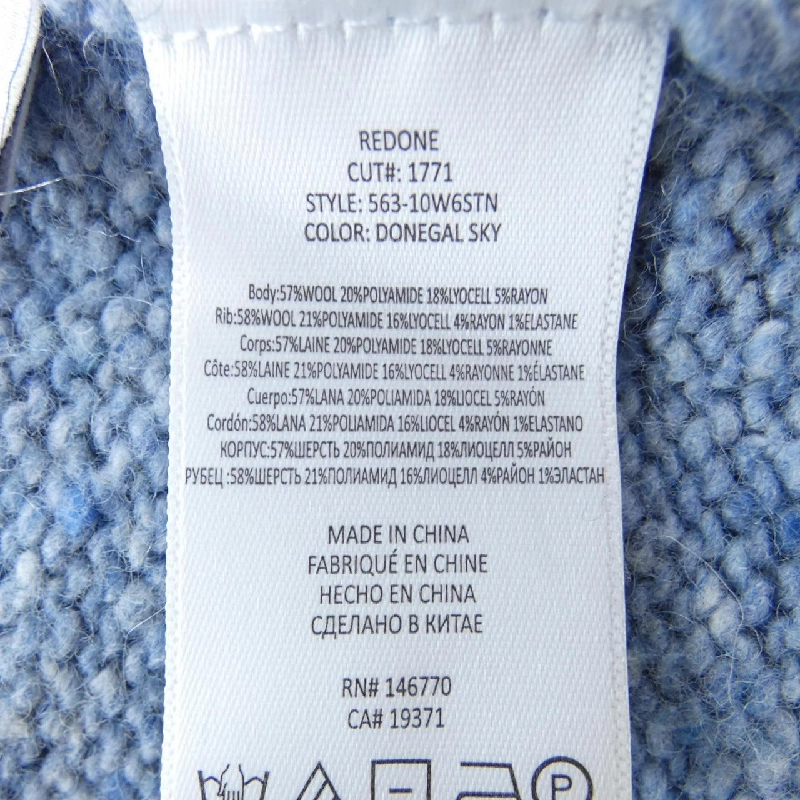 REDONE
CUT#: 1771
STYLE: 563-10W6STN
COLOR: DONEGAL SKY
Body:57%WOOL 20%POLYAMIDE 18%LYOCELL 5%RAYON
Rib:58%WOOL 21%POLYAMIDE 16%LYOCELL 4%RAYON 1%ELASTANE
Corps:57%LAINE 20%POLYAMIDE 18%LYOCELL 5%RAYONNE
Côte:58%LAINE 21%POLYAMIDE 16%LYOCELL 4%RAYONNE 1%ÉLASTANE
Cuerpo:57%LANA 20%POLIAMIDA 18%LIOCEL 5%RAYÓN
Cordón:58%LANA 21%POLIAMIDA 16%LIOCEL 4%RAYÓN 1%ELASTANO
КОРПУС:57%ШЕРСТЬ 20%ПОЛИАМИД 18%ЛИОЦЕЛЛ 5%РАЙОН
РУБЕЦ :58%ШЕРСТЬ 21%ПОЛИАМИД 16%ЛИОЦЕЛЛ 4%РАЙОН 1%ЭЛАСТАН
MADE IN CHINA
FABRIQUÉ EN CHINE
HECHO EN CHINA
СДЕЛАНО В КИТАЕ
RN# 146770
CA# 19371
P